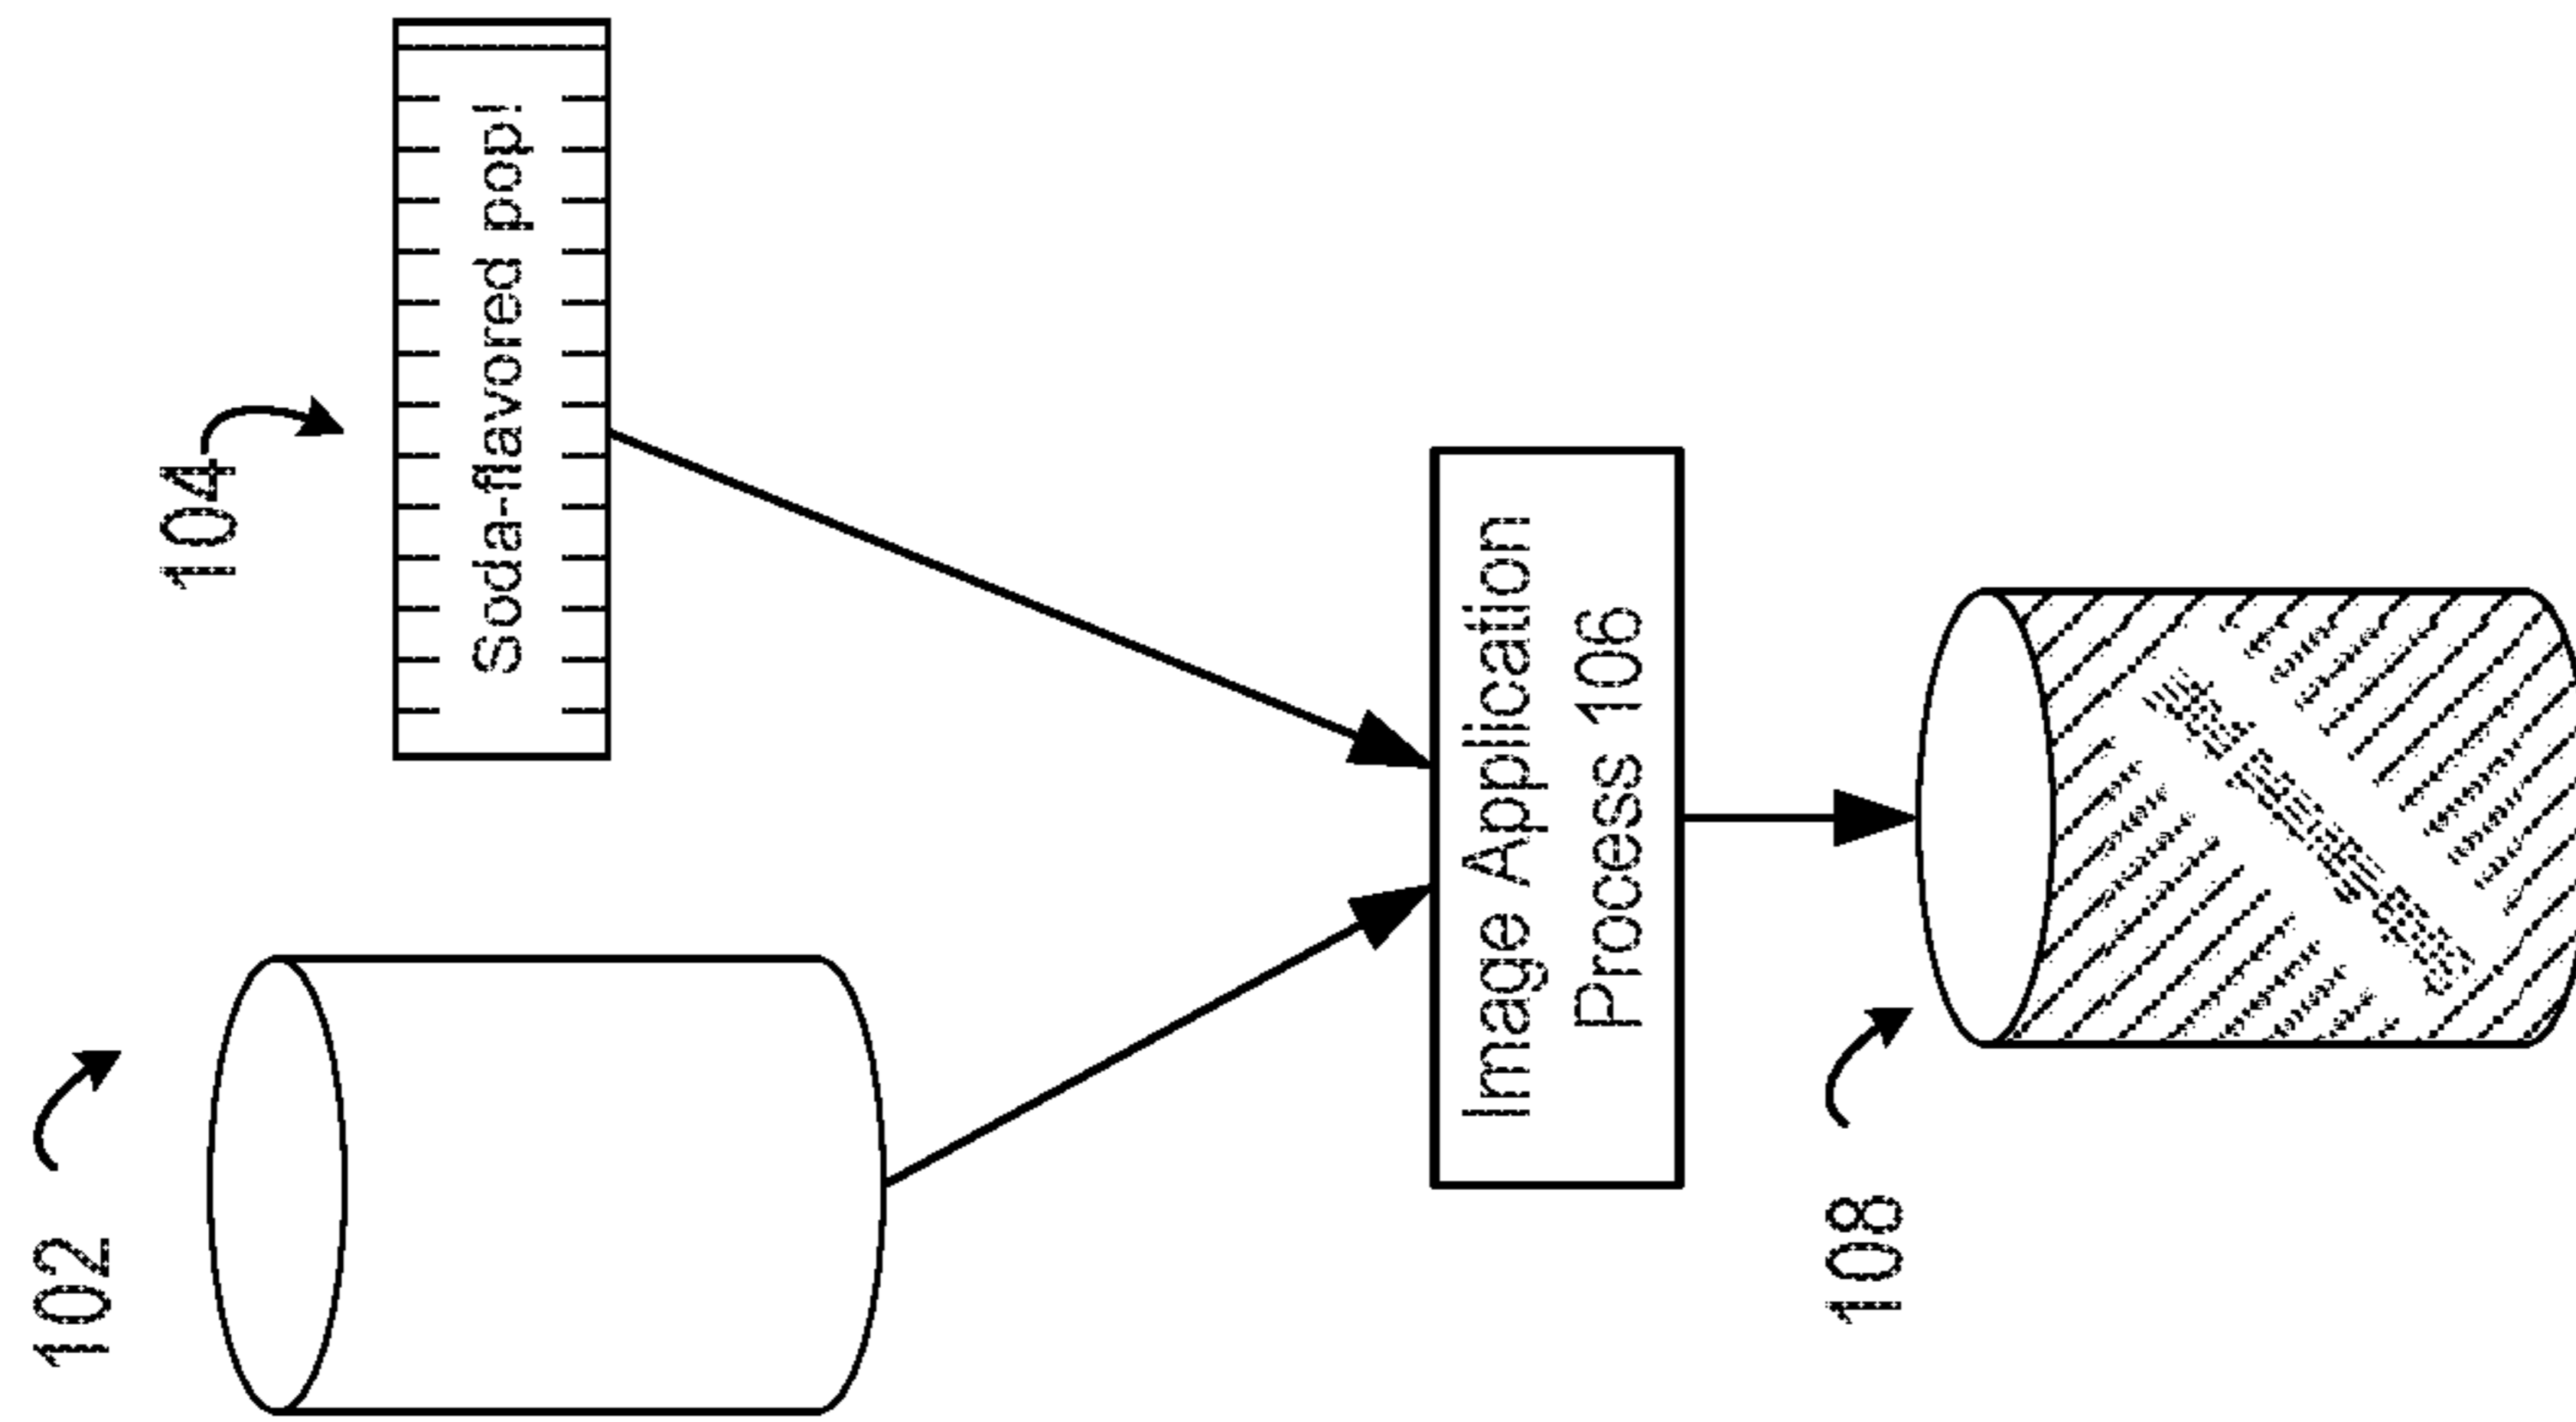 102
104
Soda-flavored pop!
Image Application
Process 106
108